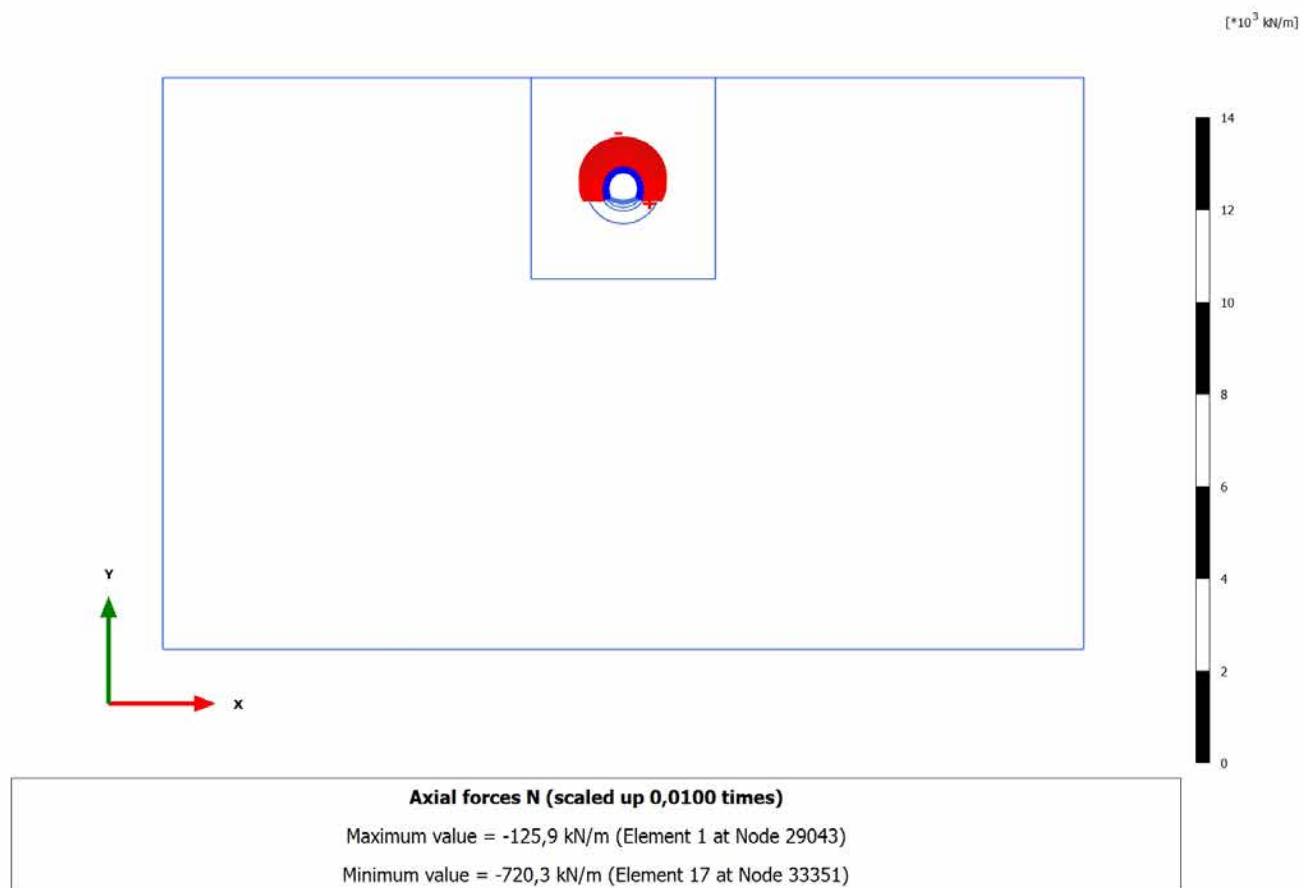 [*10³ kN/m]
-
+
14
12
10
8
6
4
2
0
Y
X
Axial forces N (scaled up 0,0100 times)
Maximum value = -125,9 kN/m (Element 1 at Node 29043)
Minimum value = -720,3 kN/m (Element 17 at Node 33351)